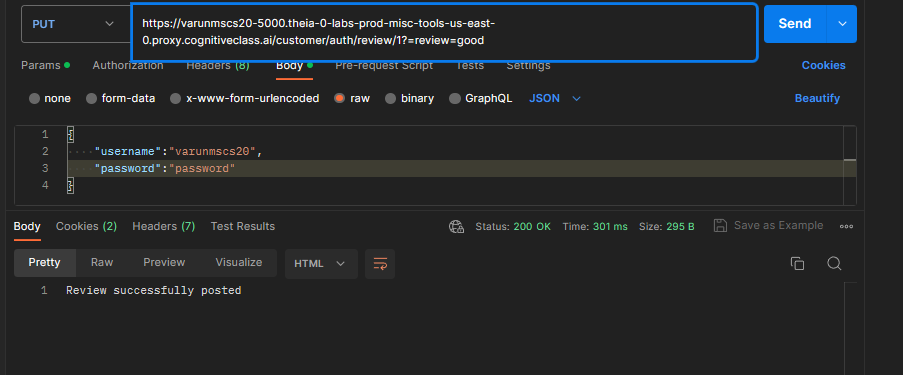 PUT
https://varunmscs20-5000.theia-0-labs-prod-misc-tools-us-east-
0.proxy.cognitiveclass.ai/customer/auth/review/1?=review=good
Send
Params Authorization Headers (8) Body Pre-request Script Tests Settings Cookies
none form-data x-www-form-urlencoded raw binary GraphQL JSON Beautify
1 {
2 "username":"varunmscs20",
3 "password":"password"
4 }
Body Cookies (2) Headers (7) Test Results Status: 200 OK Time: 301 ms Size: 295 B Save as Example
Pretty Raw Preview Visualize HTML
1 Review successfully posted